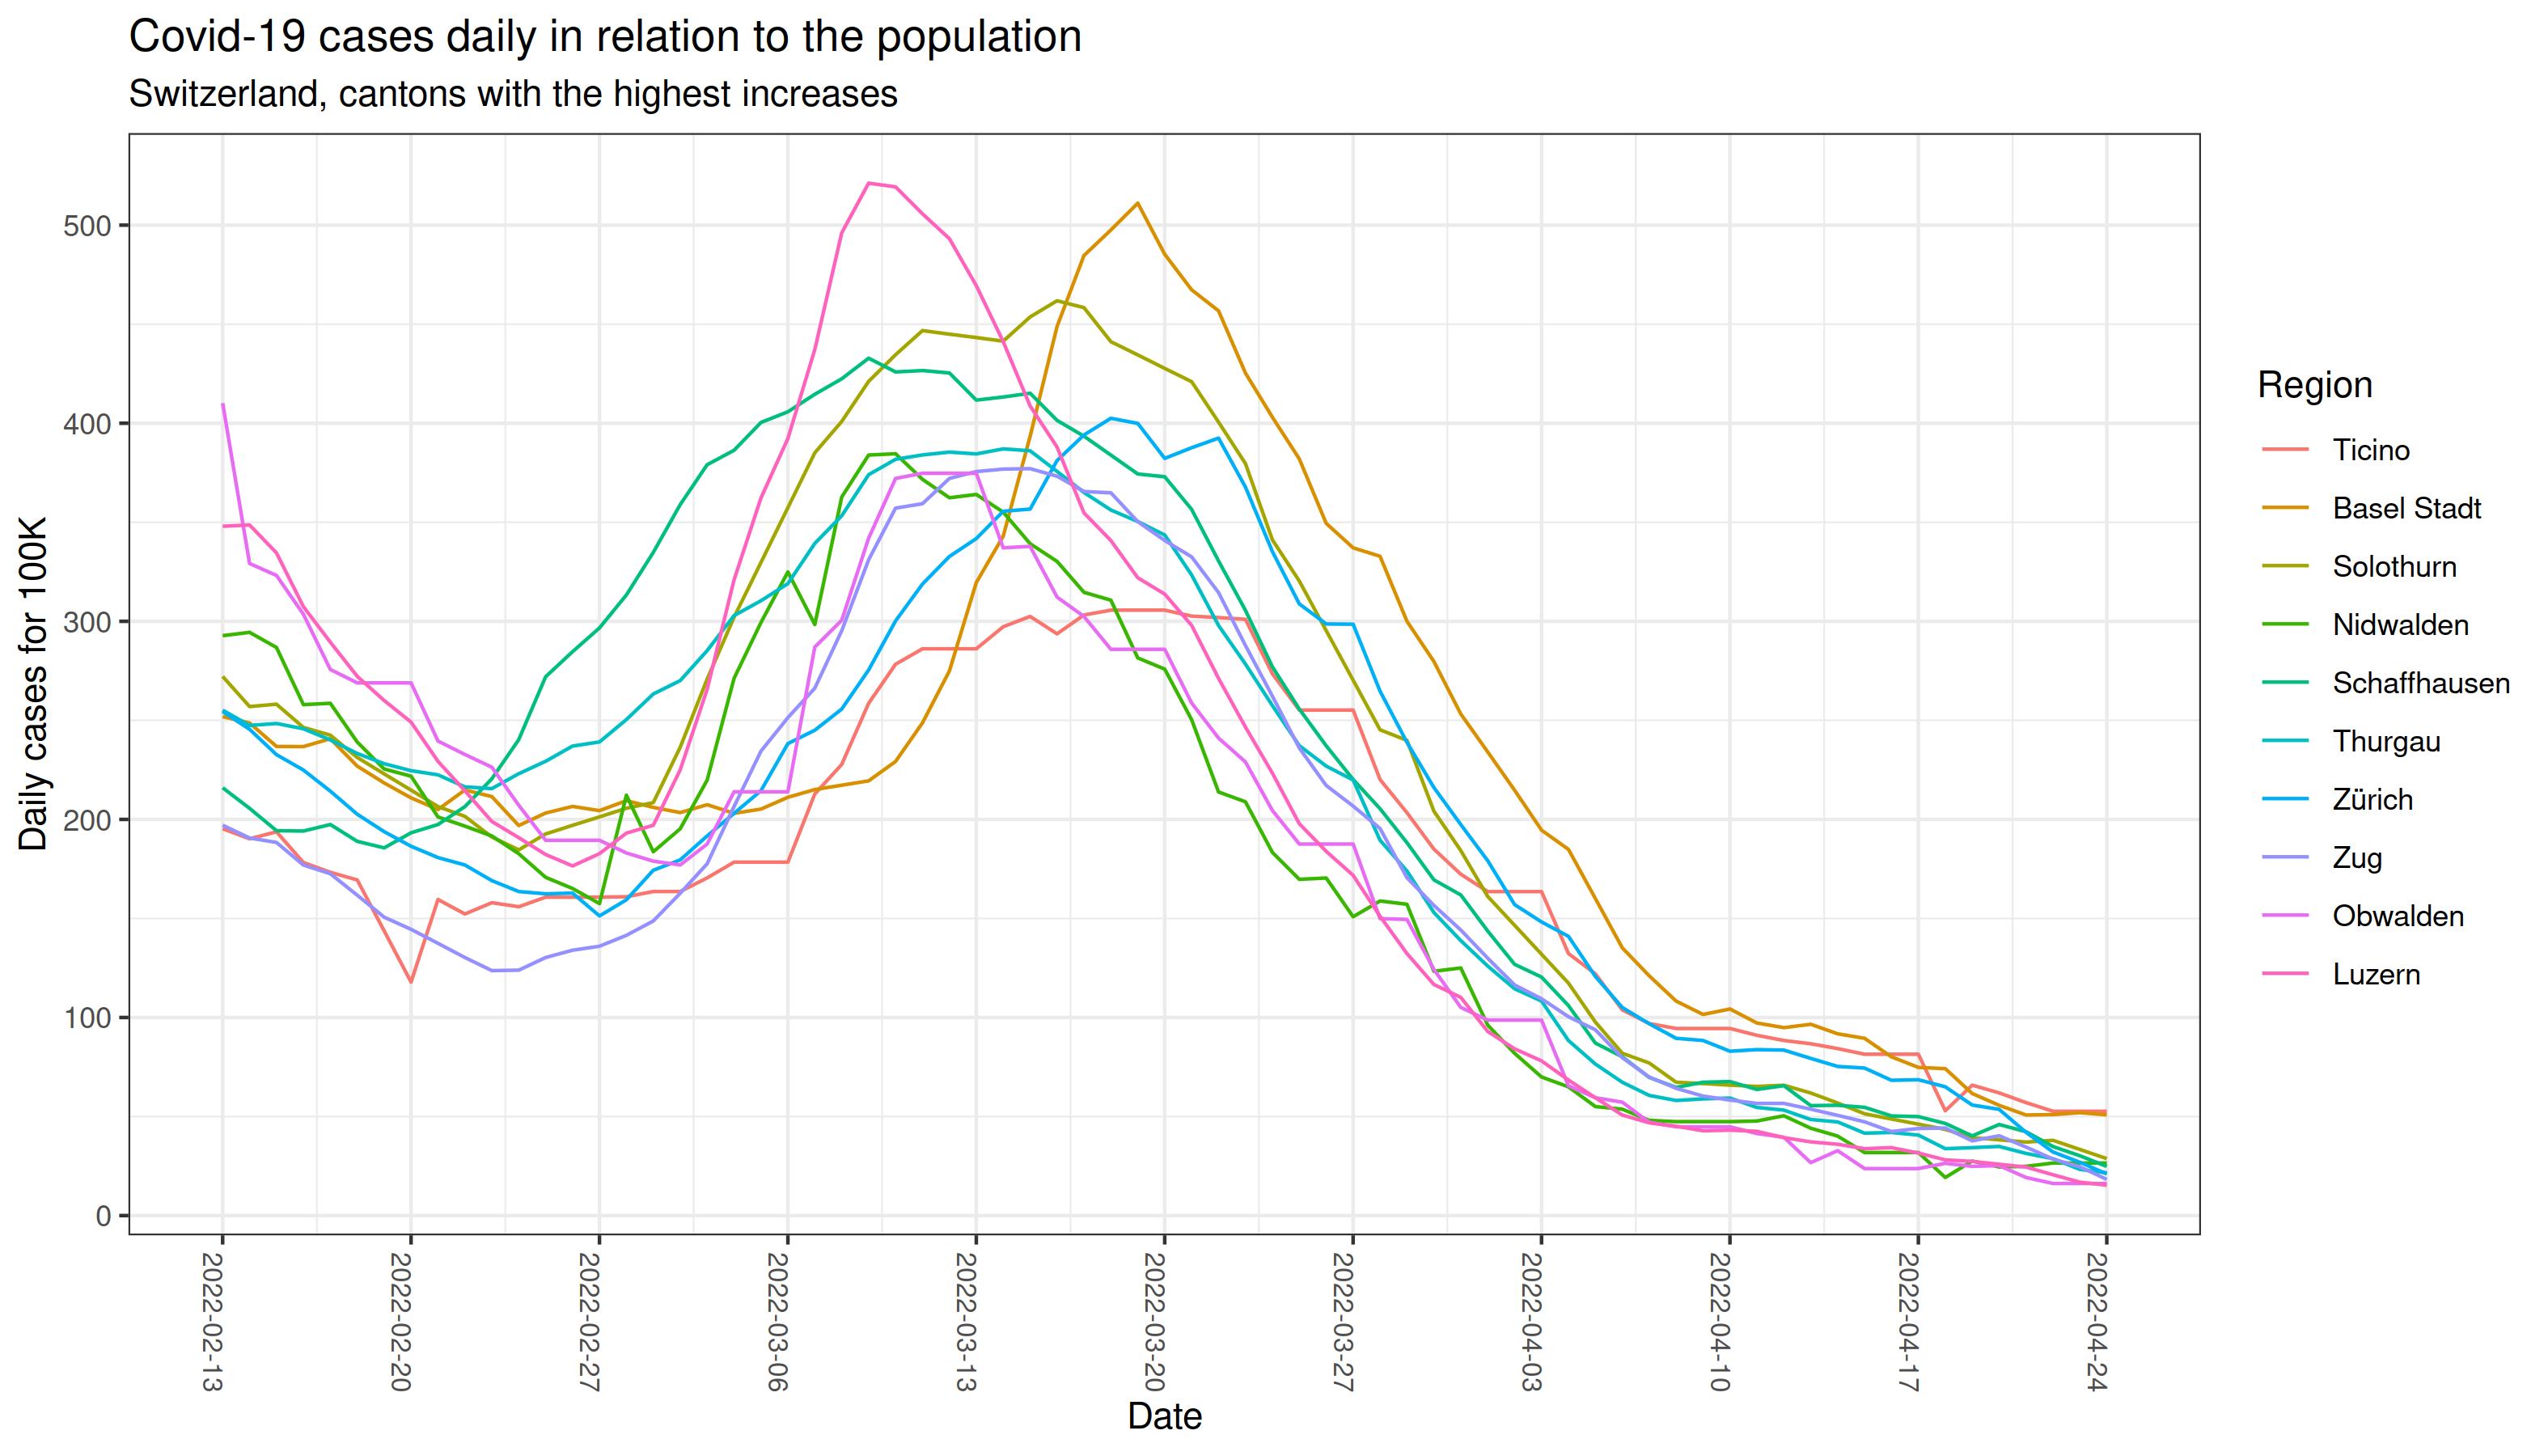 Covid-19 cases daily in relation to the population
Switzerland, cantons with the highest increases
Daily cases for 100K
500
400
300
200
100
0
2022-02-13
2022-02-20
2022-02-27
2022-03-06
2022-03-13
2022-03-20
2022-03-27
2022-04-03
2022-04-10
2022-04-17
2022-04-24
Date
Region
Ticino
Basel Stadt
Solothurn
Nidwalden
Schaffhausen
Thurgau
Zürich
Zug
Obwalden
Luzern